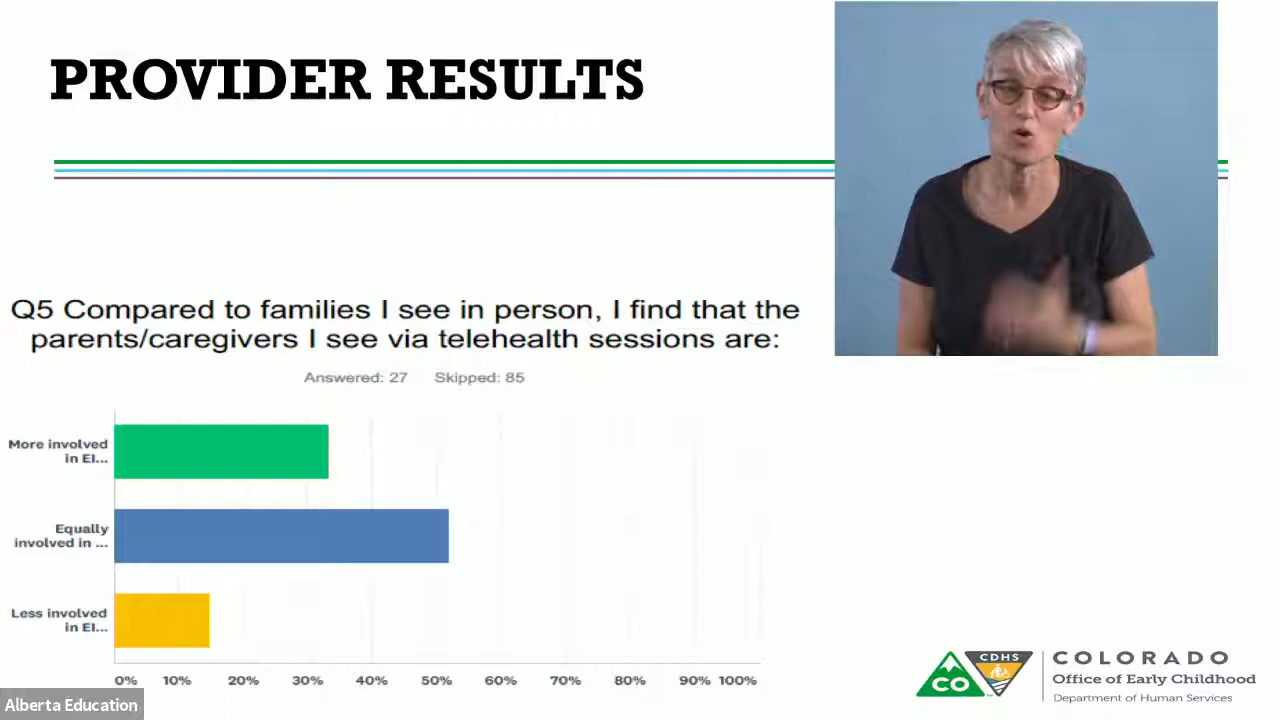 PROVIDER RESULTS
Q5 Compared to families I see in person, I find that the
parents/caregivers I see via telehealth sessions are:
Answered: 27 Skipped: 85
More involved
in EI...
Equally
involved in ...
Less involved
in EI...
0% 10% 20% 30% 40% 50% 60% 70% 80% 90% 100%
CDHS
CO
COLORADO
Office of Early Childhood
Department of Human Services
Alberta Education